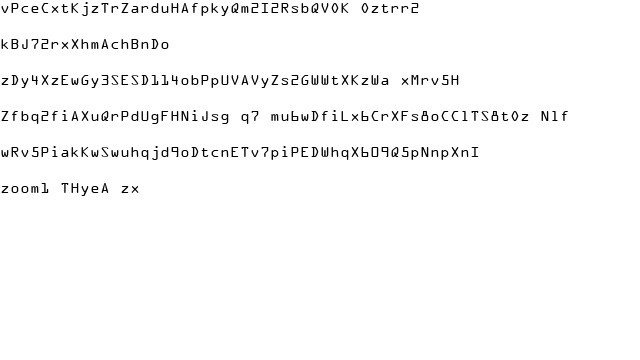 vPceCxtKjzTrZarduHAfpkyQm2I2RsbQV0K 0ztrr2
kBJ72rxXhmAchBnDo
zDy4XzEwGy3SESD114obPpUVAVyZs2GWWtXKzWa xMrv5H
Zfbq2fiAXuQrPdUgFHNiJsg q7 mu6wDfiLx6CrXFs8oCClTS8t0z N1f
wRv5PiakKwSwuhqjd9oDtcnETv7piPEDWhqX6O9Q5pNnpXnI
zoom1 THyeA zx